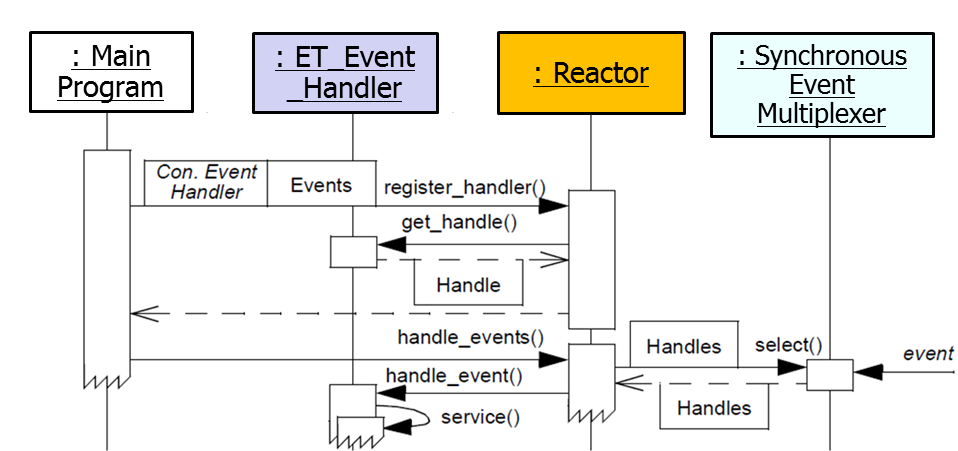 : Main
Program
: ET_Event
_Handler
: Reactor
: Synchronous
Event
Multiplexer
Con. Event
Handler
Events
register_handler()
get_handle()
Handle
handle_events()
Handles
select()
event
handle_event()
Handles
service()